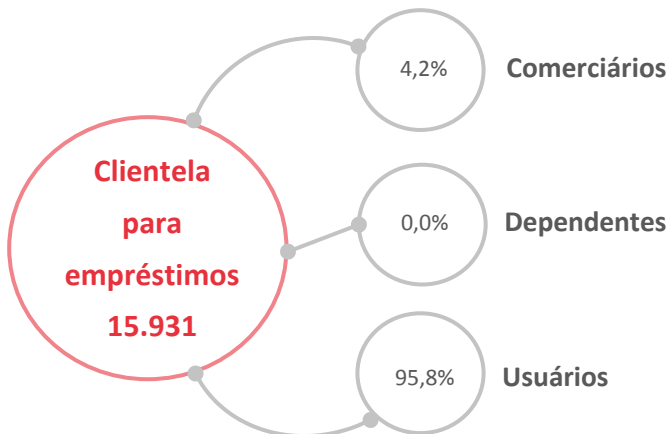 Clientela
para
empréstimos
15.931
4,2%
Comerciários
0,0%
Dependentes
95,8%
Usuários